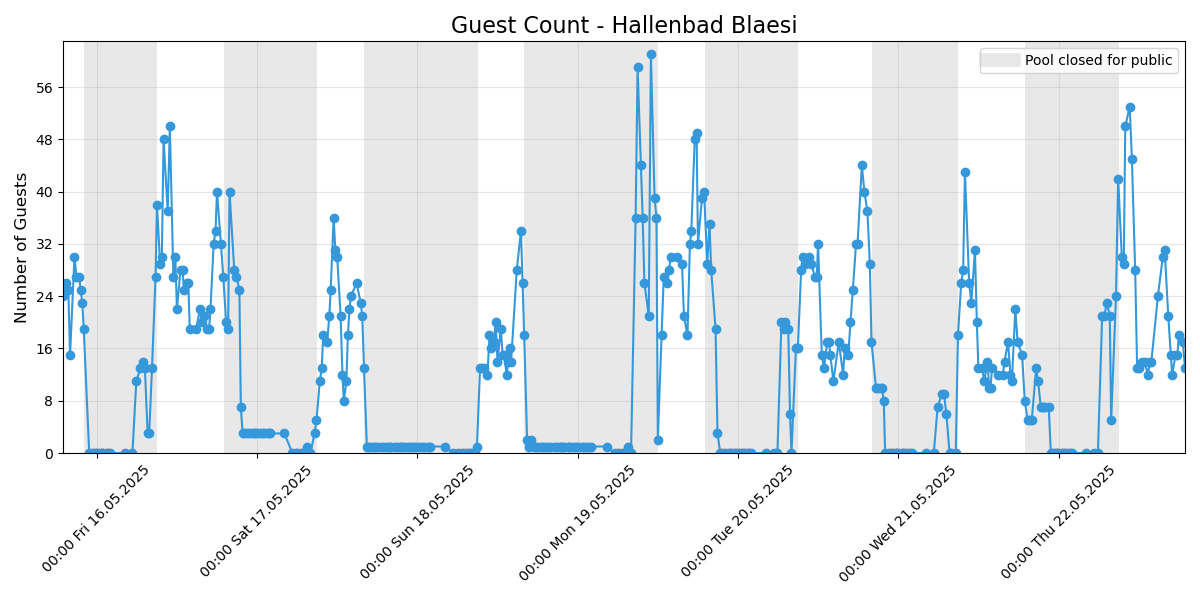 Guest Count - Hallenbad Blaesi
Pool closed for public
Number of Guests
56
48
40
32
24
16
8
0
00:00 Fri 16.05.2025
00:00 Sat 17.05.2025
00:00 Sun 18.05.2025
00:00 Mon 19.05.2025
00:00 Tue 20.05.2025
00:00 Wed 21.05.2025
00:00 Thu 22.05.2025